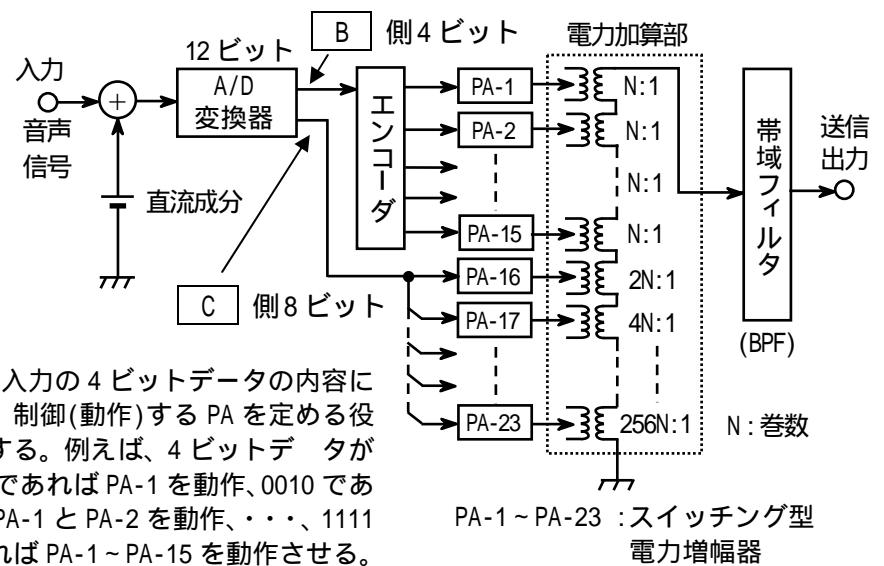 入力
音声
信号
直流成分
12 ビット
A/D
変換器
B 側 4 ビット
C 側 8 ビット
エンコーダ
PA-1
PA-2
PA-15
PA-16
PA-17
PA-23
電力加算部
N:1
N:1
N:1
N:1
2N:1
4N:1
256N:1
N : 巻数
帯域フィルタ
(BPF)
送信
出力
PA-1 ~ PA-23 : スイッチング型
電力増幅器
入力の 4 ビットデータの内容に
制御(動作)する PA を定める役
する。例えば、4 ビットデ タが
であれば PA-1 を動作、0010 であ
PA-1 と PA-2 を動作、・・・、1111
れば PA-1 ~ PA-15 を動作させる。